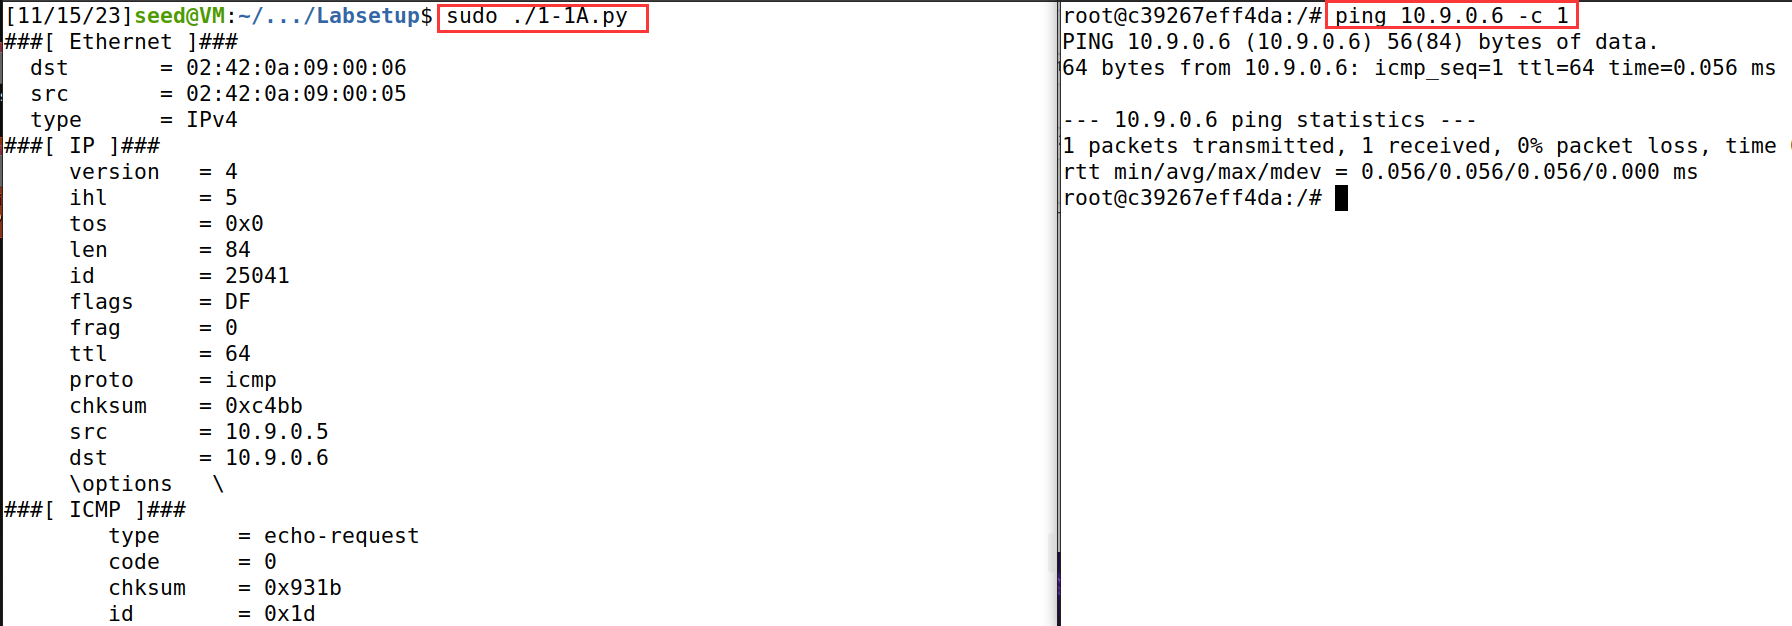 [11/15/23]seed@VM:~/.../Labsetup$ sudo ./1-1A.py
###[ Ethernet ]###
  dst       = 02:42:0a:09:00:06
  src       = 02:42:0a:09:00:05
  type      = IPv4
###[ IP ]###
     version   = 4
     ihl       = 5
     tos       = 0x0
     len       = 84
     id        = 25041
     flags     = DF
     frag      = 0
     ttl       = 64
     proto     = icmp
     chksum    = 0xc4bb
     src       = 10.9.0.5
     dst       = 10.9.0.6
     \options   \
###[ ICMP ]###
        type      = echo-request
        code      = 0
        chksum    = 0x931b
        id        = 0x1d
root@c39267eff4da:/# ping 10.9.0.6 -c 1
PING 10.9.0.6 (10.9.0.6) 56(84) bytes of data.
64 bytes from 10.9.0.6: icmp_seq=1 ttl=64 time=0.056 ms
--- 10.9.0.6 ping statistics ---
1 packets transmitted, 1 received, 0% packet loss, time
rtt min/avg/max/mdev = 0.056/0.056/0.056/0.000 ms
root@c39267eff4da:/#